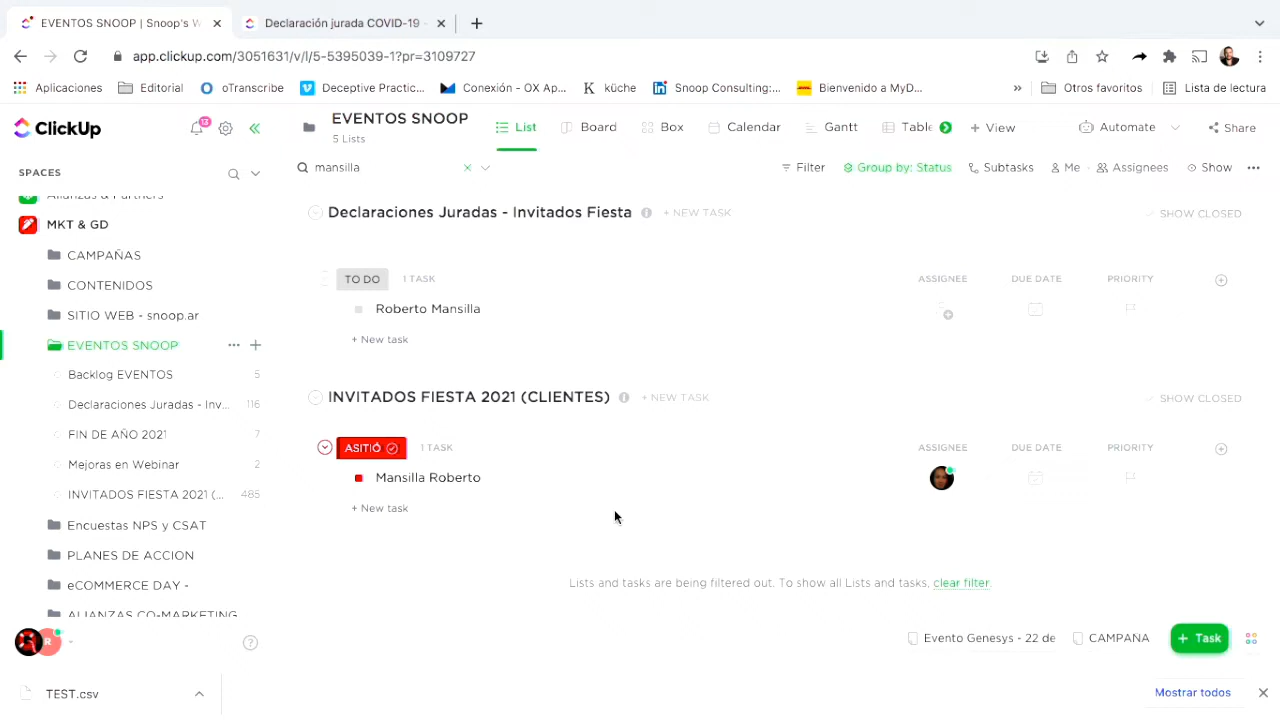 EVENTOS SNOOP | Snoop's W
Declaración jurada COVID-19
app.clickup.com/3051631/v/l/5-5395039-1?pr=3109727
Aplicaciones
Editorial
oTranscribe
Deceptive Practic...
Conexión - OX Ap...
küche
Snoop Consulting:...
Bienvenido a MyD...
»
Otros favoritos
Lista de lectura
ClickUp
13
EVENTOS SNOOP
5 Lists
List
Board
Box
Calendar
Gantt
Table
+ View
Automate
Share
SPACES
mansilla
Filter
Group by: Status
Subtasks
Me
Assignees
Show
Alianzas & Partners
MKT & GD
CAMPAÑAS
CONTENIDOS
SITIO WEB - snoop.ar
EVENTOS SNOOP
Backlog EVENTOS 5
Declaraciones Juradas - Inv... 116
FIN DE AÑO 2021 7
Mejoras en Webinar 2
INVITADOS FIESTA 2021 (... 485
Encuestas NPS y CSAT
PLANES DE ACCION
eCOMMERCE DAY -
ALIANZAS CO-MARKETING
R
Declaraciones Juradas - Invitados Fiesta
+ NEW TASK
SHOW CLOSED
TO DO
1 TASK
ASSIGNEE
DUE DATE
PRIORITY
Roberto Mansilla
+ New task
INVITADOS FIESTA 2021 (CLIENTES)
+ NEW TASK
SHOW CLOSED
ASITIÓ
1 TASK
ASSIGNEE
DUE DATE
PRIORITY
Mansilla Roberto
+ New task
Lists and tasks are being filtered out. To show all Lists and tasks, clear filter.
Evento Genesys - 22 de
CAMPAÑA
+ Task
TEST.csv
Mostrar todos